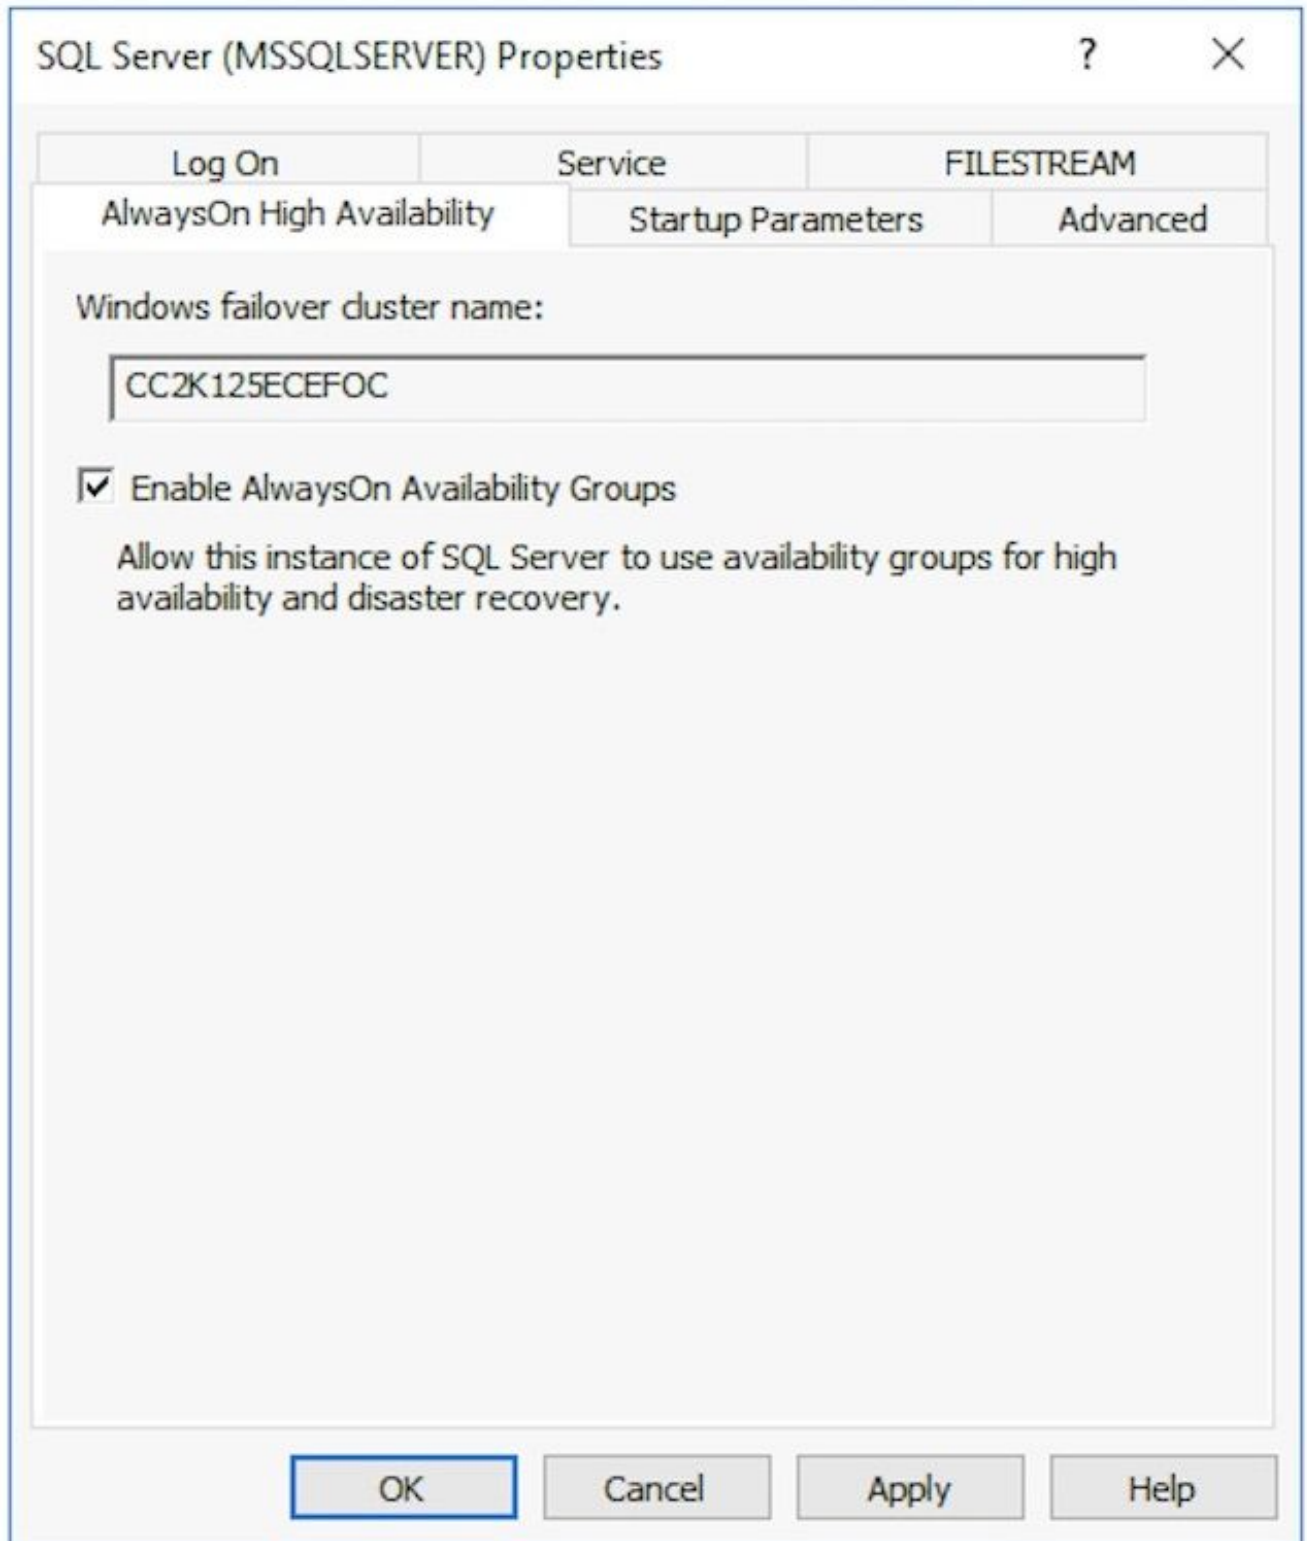 SQL Server (MSSQLSERVER) Properties
?
Log On
Service
FILESTREAM
AlwaysOn High Availability
Startup Parameters
Advanced
Windows failover cluster name:
CC2K125ECEFOC
Enable AlwaysOn Availability Groups
Allow this instance of SQL Server to use availability groups for high
availability and disaster recovery.
OK
Cancel
Apply
Help